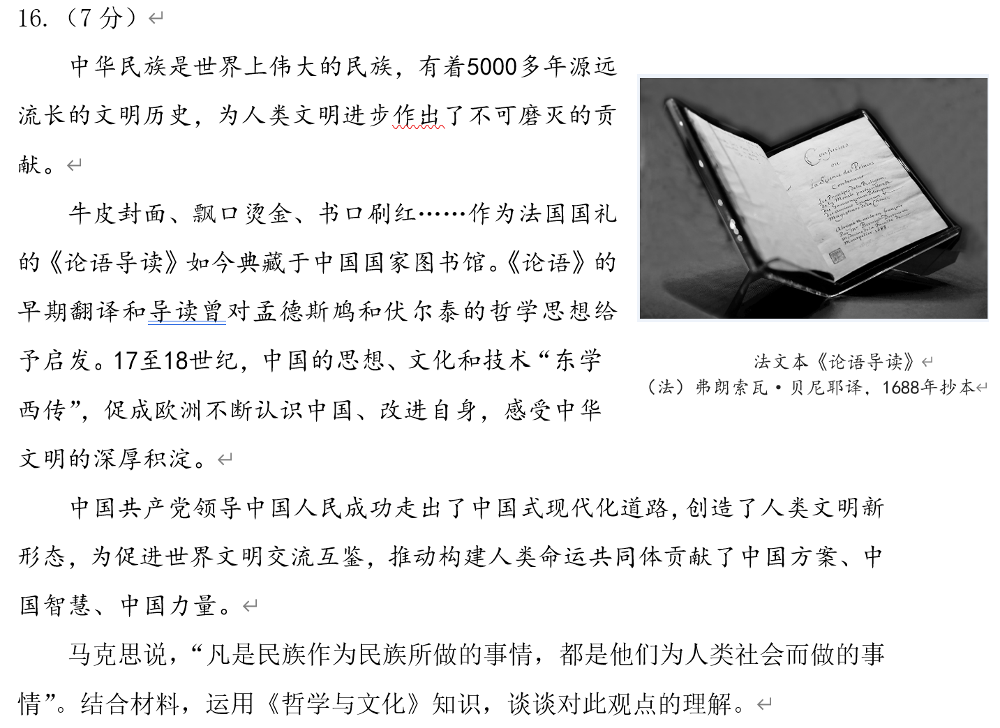 16.（7 分）
中华民族是世界上伟大的民族，有着5000多年源远
流长的文明历史，为人类文明进步作出了不可磨灭的贡
献。
牛皮封面、飘口烫金、书口刷红……作为法国国礼
的《论语导读》如今典藏于中国国家图书馆。《论语》的
早期翻译和导读曾对孟德斯鸠和伏尔泰的哲学思想给
予启发。17至18世纪，中国的思想、文化和技术“东学
西传”，促成欧洲不断认识中国、改进自身，感受中华
文明的深厚积淀。
Confucius
ou
La Science des Princes
Contenant
Les Principes de la Religion,
法文本《论语导读》
（法）弗朗索瓦·贝尼耶译，1688年抄本
中国共产党领导中国人民成功走出了中国式现代化道路，创造了人类文明新
形态，为促进世界文明交流互鉴，推动构建人类命运共同体贡献了中国方案、中
国智慧、中国力量。
马克思说，“凡是民族作为民族所做的事情，都是他们为人类社会而做的事
情”。结合材料，运用《哲学与文化》知识，谈谈对此观点的理解。